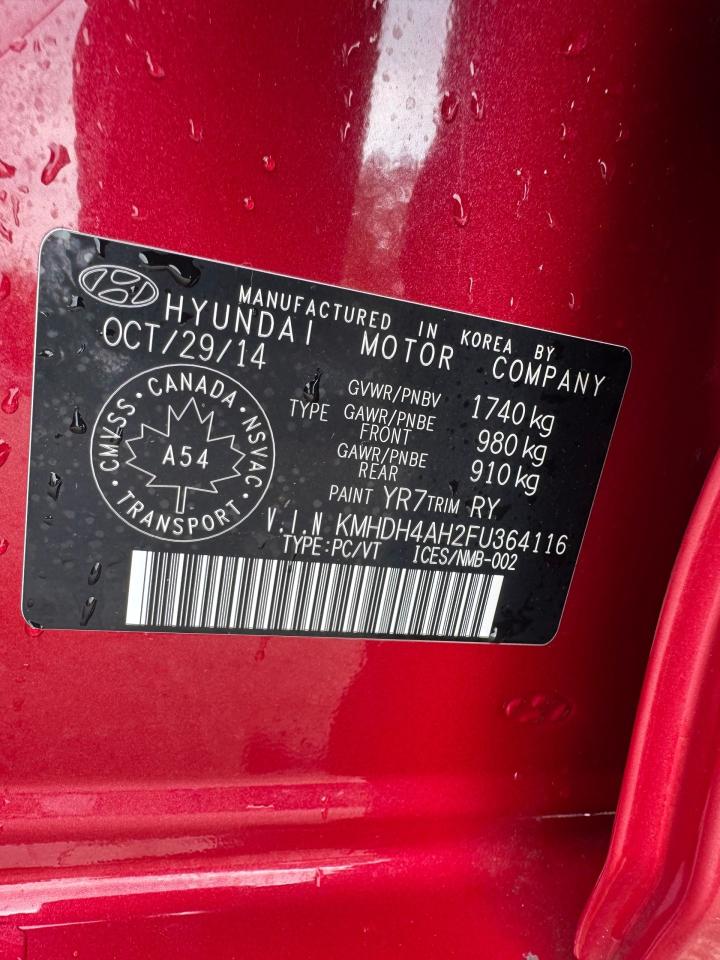 MANUFACTURED IN KOREA BY
HYUNDAI MOTOR COMPANY
OCT/29/14
GVWR/PNBV 1740 kg
TYPE GAWR/PNBE FRONT 980 kg
GAWR/PNBE REAR 910 kg
PAINT YR7 TRIM RY
CMVSS · CANADA · NSVAC · TRANSPORT ·
A54
V.I.N KMHDH4AH2FU364116
TYPE:PC/VT ICES/NMB-002